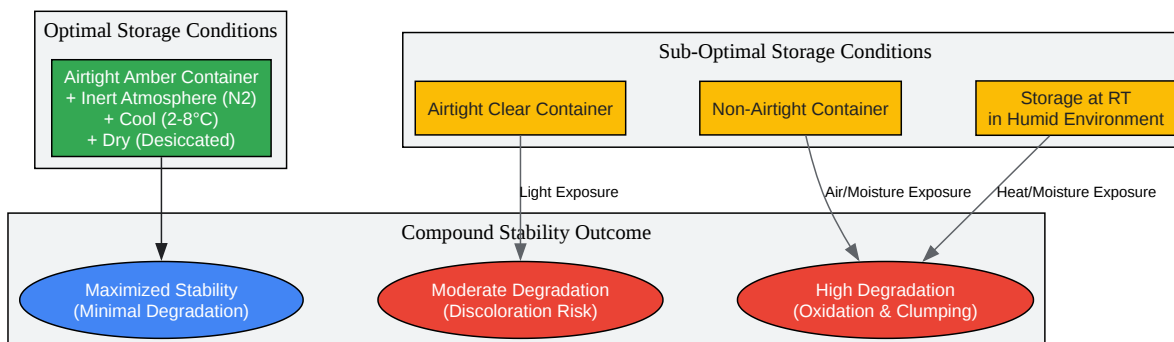 Optimal Storage Conditions
Airtight Amber Container
+ Inert Atmosphere (N2)
+ Cool (2-8°C)
+ Dry (Desiccated)
Sub-Optimal Storage Conditions
Airtight Clear Container
Non-Airtight Container
Storage at RT
in Humid Environment
Light Exposure
Air/Moisture Exposure
Heat/Moisture Exposure
Compound Stability Outcome
Maximized Stability
(Minimal Degradation)
Moderate Degradation
(Discoloration Risk)
High Degradation
(Oxidation & Clumping)